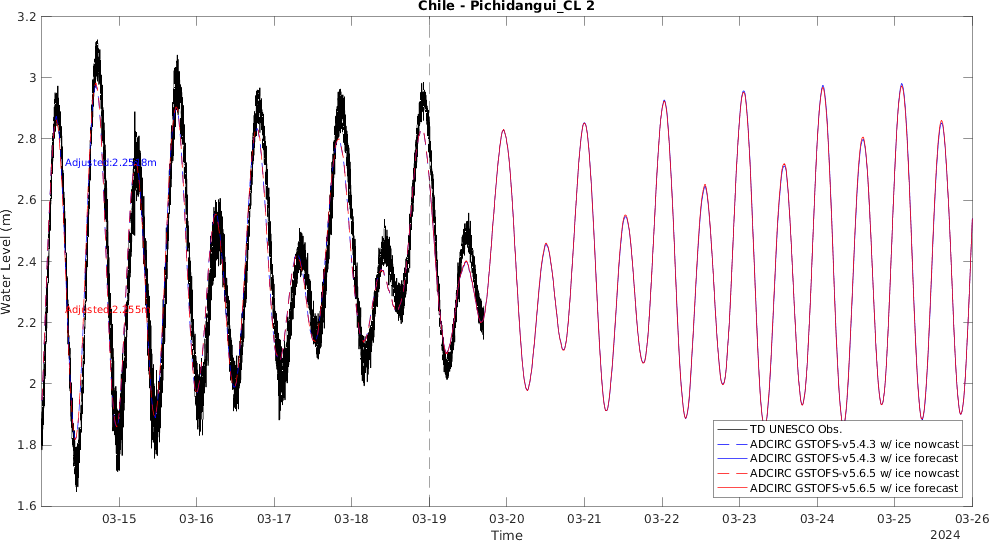 Chile - Pichidangui_CL 2
3.2
3
2.8
2.6
2.4
2.2
2
1.8
1.6
Water Level (m)
Adjusted:2.2548m
Adjusted:2.255m
TD UNESCO Obs.
ADCIRC GSTOFS-v5.4.3 w/ ice nowcast
ADCIRC GSTOFS-v5.4.3 w/ ice forecast
ADCIRC GSTOFS-v5.6.5 w/ ice nowcast
ADCIRC GSTOFS-v5.6.5 w/ ice forecast
03-15 03-16 03-17 03-18 03-19 03-20 03-21 03-22 03-23 03-24 03-25 03-26
Time
2024